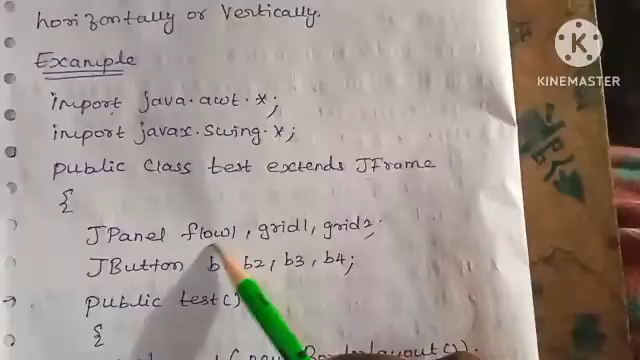 horizontally or vertically.
Example
import java.awt.*;
import javax.swing.*;
public class test extends JFrame
{
JPanel flow1, grid1, grid2;
JButton b b2, b3, b4;
public test()
{
KINEMASTER